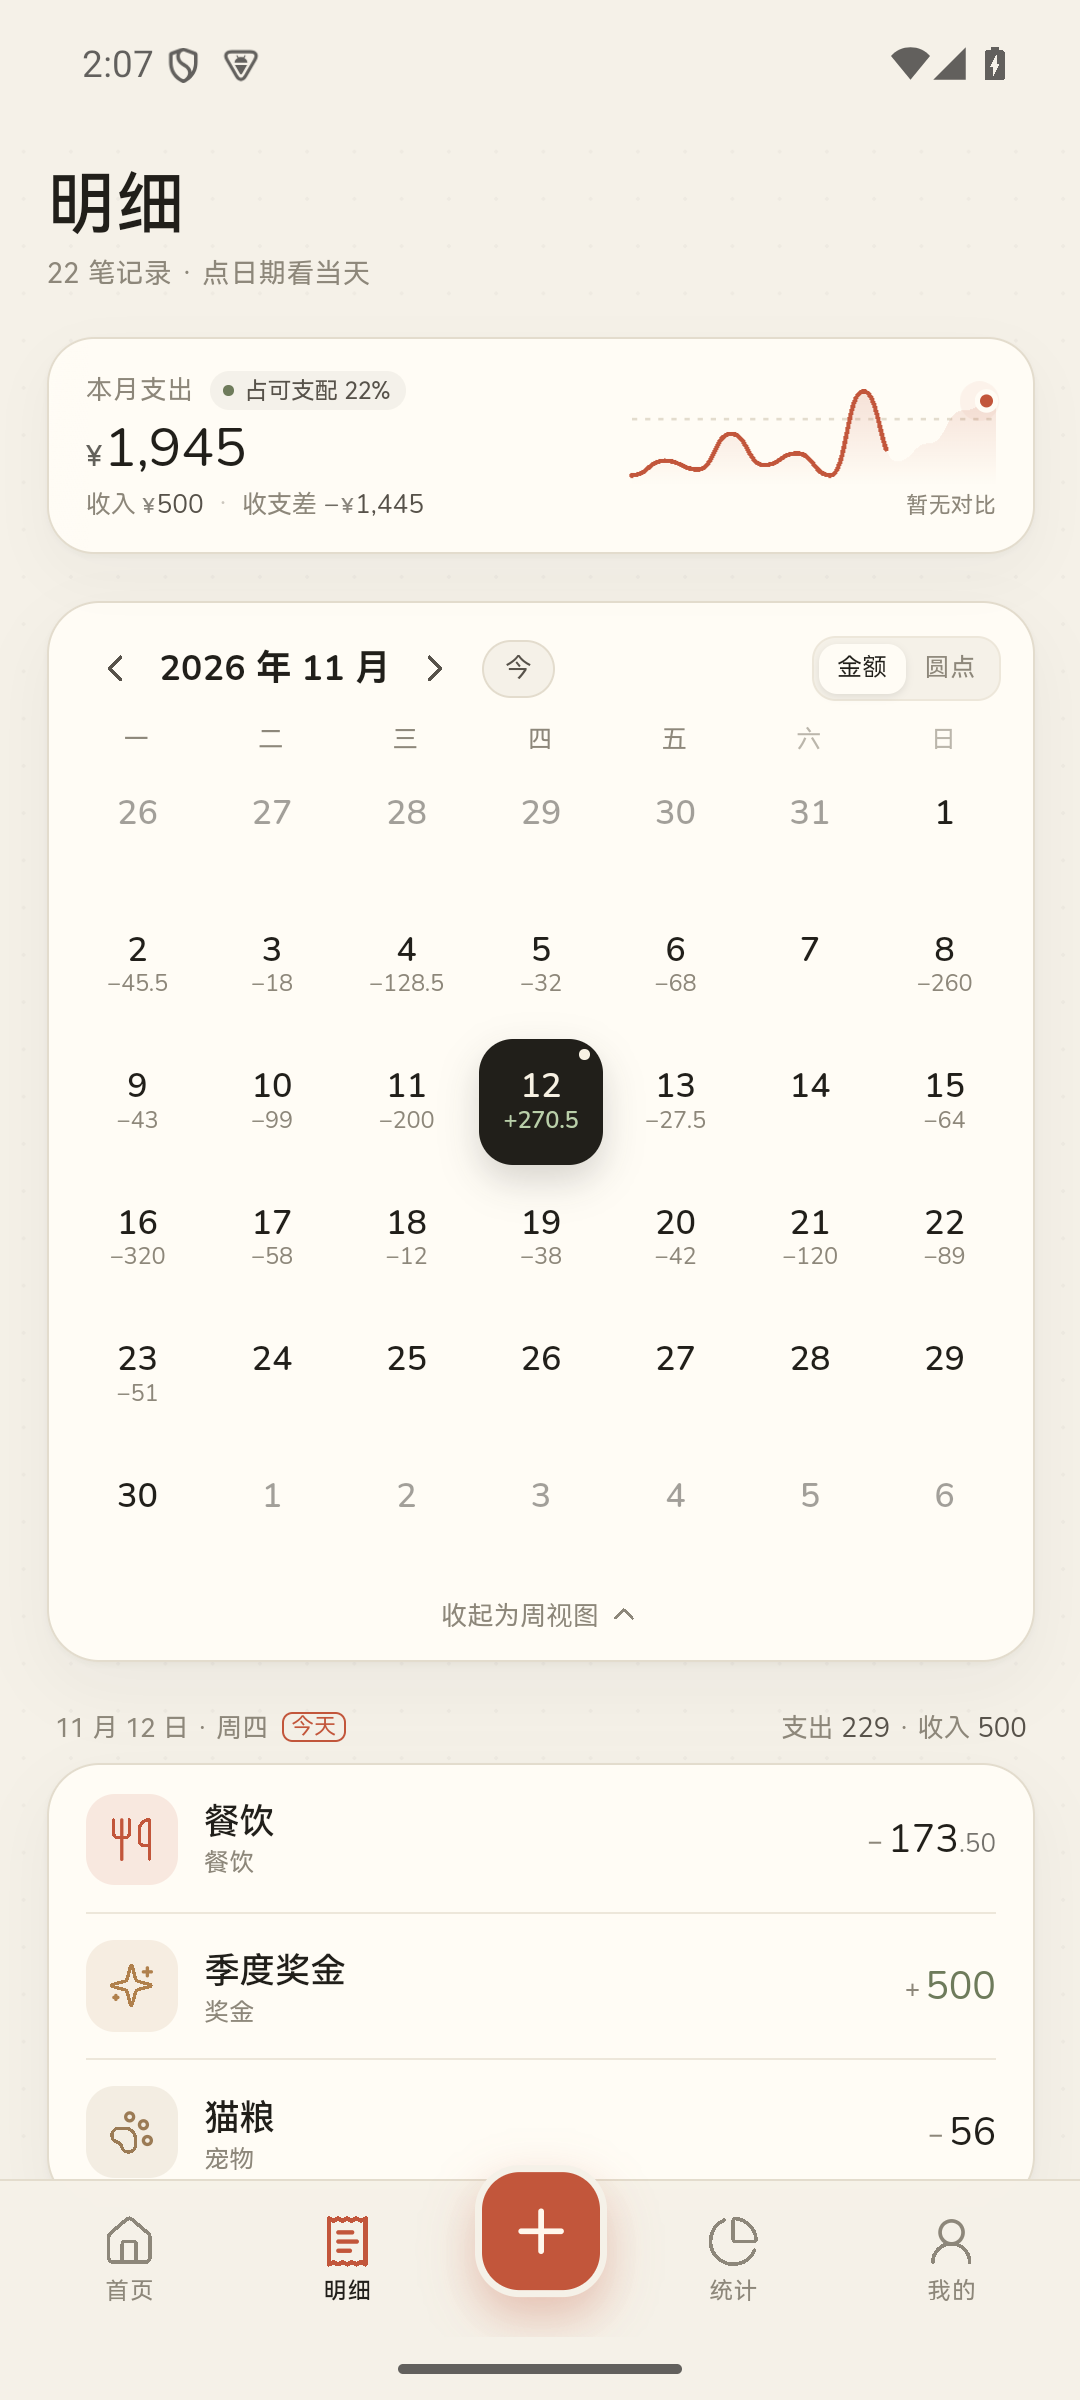 2:07
明细
22 笔记录 · 点日期看当天
本月支出 占可支配 22%
¥1,945
收入 ¥500 · 收支差 −¥1,445
暂无对比
2026 年 11 月 今 金额 圆点
一 二 三 四 五 六 日
26 27 28 29 30 31 1
2 3 4 5 6 7 8
−45.5 −18 −128.5 −32 −68 −260
9 10 11 12 13 14 15
−43 −99 −200 +270.5 −27.5 −64
16 17 18 19 20 21 22
−320 −58 −12 −38 −42 −120 −89
23 24 25 26 27 28 29
−51
30 1 2 3 4 5 6
收起为周视图
11 月 12 日 · 周四 今天 支出 229 · 收入 500
餐饮
餐饮
− 173.50
季度奖金
奖金
+ 500
猫粮
宠物
− 56
首页 明细 统计 我的